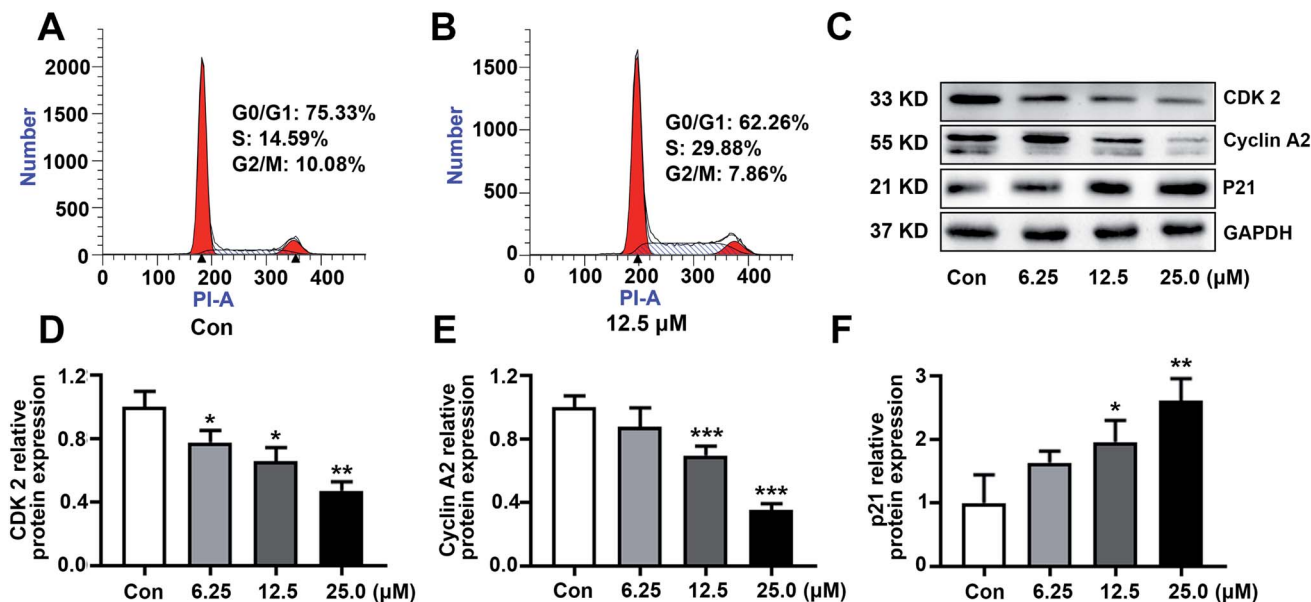 A
2000
1500
1000
500
0
Number
G0/G1: 75.33%
S: 14.59%
G2/M: 10.08%
0 100 200 300 400
PI-A
Con
B
1500
1000
500
0
Number
G0/G1: 62.26%
S: 29.88%
G2/M: 7.86%
0 100 200 300 400
PI-A
12.5 µM
C
33 KD CDK 2
55 KD Cyclin A2
21 KD P21
37 KD GAPDH
Con 6.25 12.5 25.0 (µM)
D
CDK 2 relative
protein expression
1.2
0.8
0.4
0.0
* * **
Con 6.25 12.5 25.0 (µM)
E
Cyclin A2 relative
protein expression
1.2
0.8
0.4
0.0
*** ***
Con 6.25 12.5 25.0 (µM)
F
p21 relative
protein expression
3
2
1
0
* **
Con 6.25 12.5 25.0 (µM)